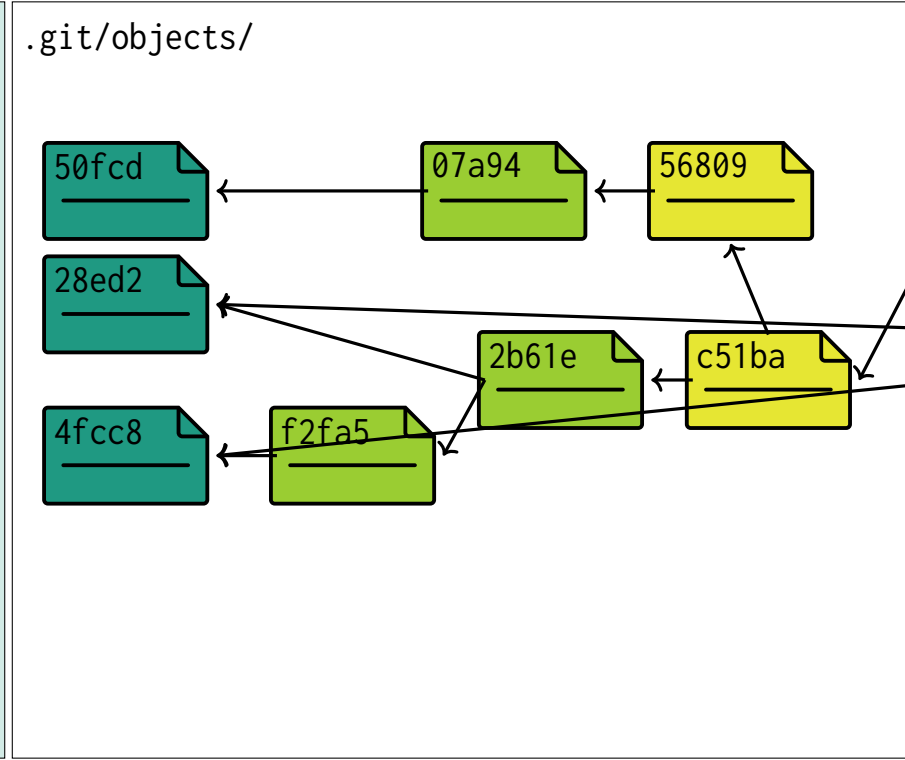 .git/objects/
50fcd
07a94
56809
28ed2
2b61e
c51ba
4fcc8
f2fa5